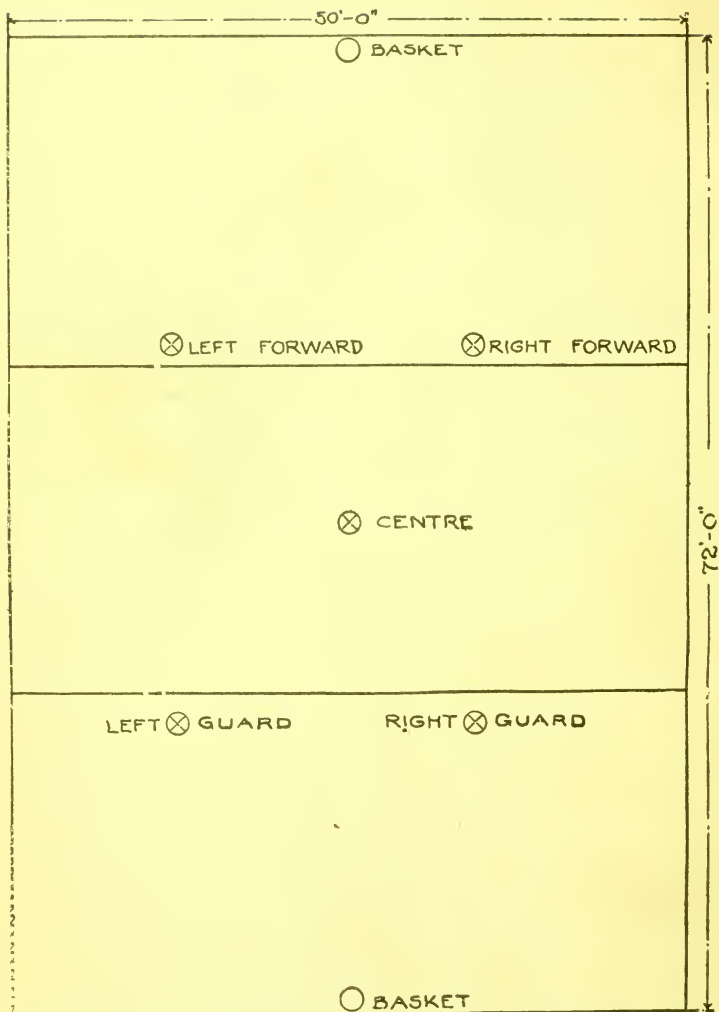 50'-0"
BASKET
LEFT FORWARD RIGHT FORWARD
CENTRE
72'-0"
LEFT GUARD RIGHT GUARD
BASKET